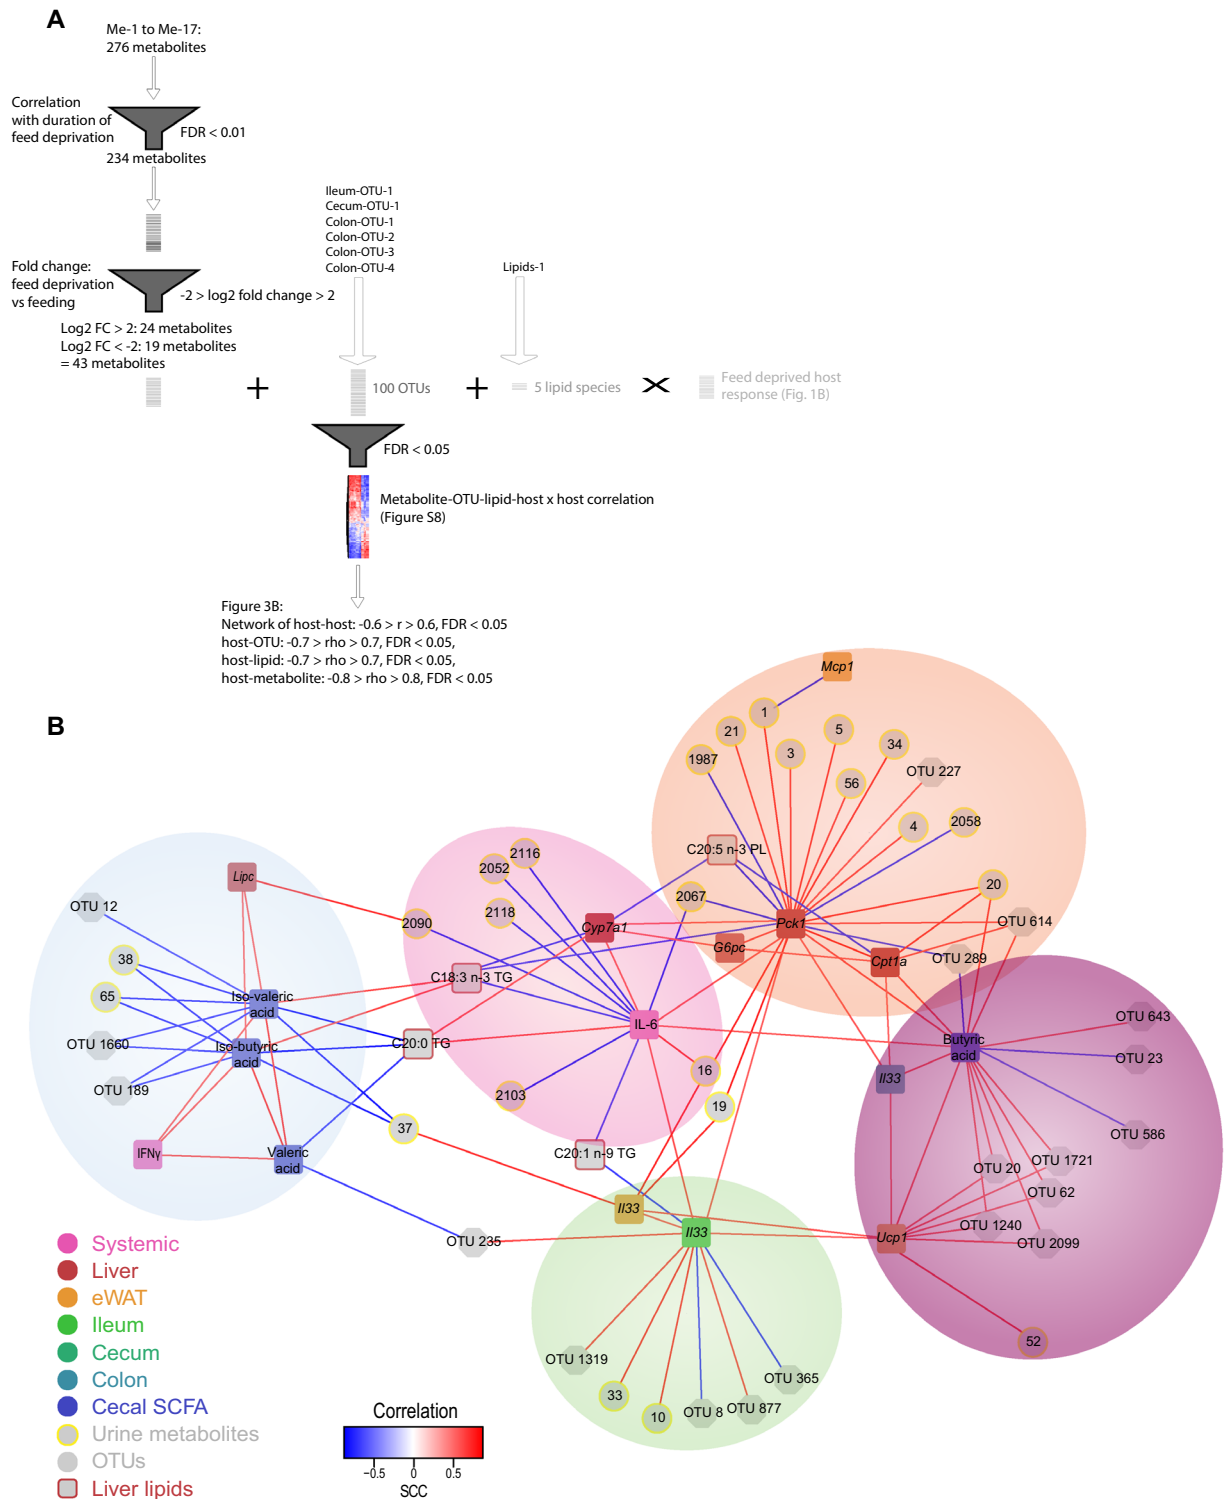 A
Me-1 to Me-17:
276 metabolites
Correlation
with duration of
feed deprivation
FDR < 0.01
234 metabolites
Ileum-OTU-1
Cecum-OTU-1
Colon-OTU-1
Colon-OTU-2
Colon-OTU-3
Colon-OTU-4
Lipids-1
Fold change:
feed deprivation
vs feeding
-2 > log2 fold change > 2
Log2 FC > 2: 24 metabolites
Log2 FC < -2: 19 metabolites
= 43 metabolites
+
100 OTUs
+
5 lipid species
X
Feed deprived host
response (Fig. 1B)
FDR < 0.05
Metabolite-OTU-lipid-host x host correlation
(Figure S8)
Figure 3B:
Network of host-host: -0.6 > r > 0.6, FDR < 0.05
host-OTU: -0.7 > rho > 0.7, FDR < 0.05,
host-lipid: -0.7 > rho > 0.7, FDR < 0.05,
host-metabolite: -0.8 > rho > 0.8, FDR < 0.05
B
Mcp1
1
21
3
5
34
1987
56
OTU 227
4
2058
C20:5 n-3 PL
2067
20
Pck1
OTU 614
G6pc
Cpt1a
OTU 289
2116
2052
2118
2090
Cyp7a1
C18:3 n-3 TG
IL-6
C20:0 TG
2103
16
19
C20:1 n-9 TG
Lipc
OTU 12
38
65
Iso-valeric
acid
OTU 1660
Iso-butyric
acid
OTU 189
37
IFNγ
Valeric
acid
OTU 235
Butyric
acid
OTU 643
OTU 23
Il33
OTU 586
OTU 20
OTU 1721
OTU 62
OTU 1240
OTU 2099
Ucp1
52
Il33
Il33
OTU 1319
33
10
OTU 8
OTU 877
OTU 365
Systemic
Liver
eWAT
Ileum
Cecum
Colon
Cecal SCFA
Urine metabolites
OTUs
Liver lipids
Correlation
−0.5
0
0.5
SCC